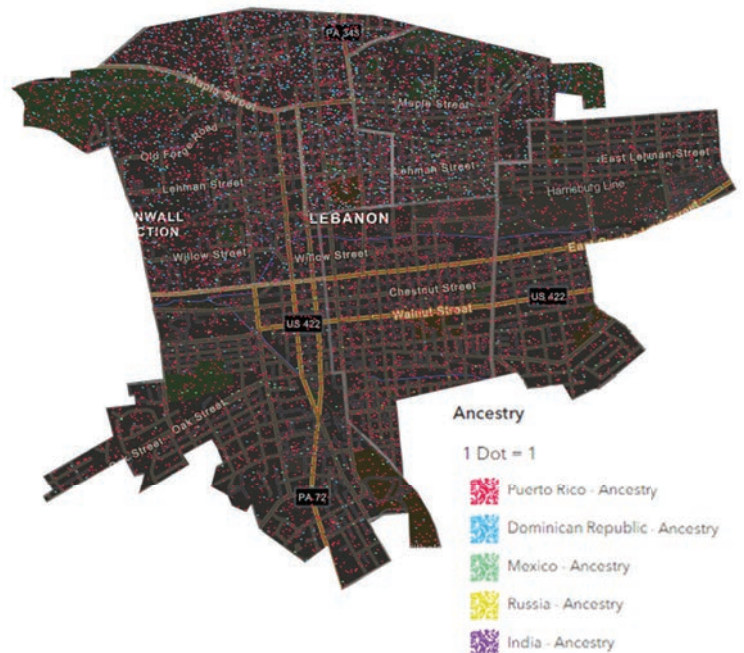 PA 343
Maple Street
Maple Street
Old Forge Road
Lehman Street
Lehman Street
East Lehman Street
Harrisburg Line
NWALL
CTION
LEBANON
Willow Street
Willow Street
Chestnut Street
US 422
Walnut Street
US 422
Street
Oak Street
PA 72
Ancestry
1 Dot = 1
Puerto Rico - Ancestry
Dominican Republic - Ancestry
Mexico - Ancestry
Russia - Ancestry
India - Ancestry